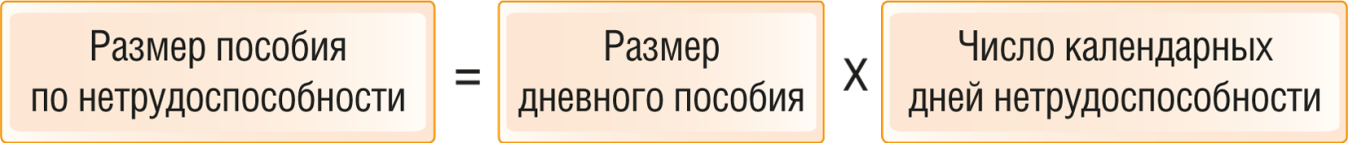 Размер пособия
по нетрудоспособности
=
Размер
дневного пособия
X
Число календарных
дней нетрудоспособности